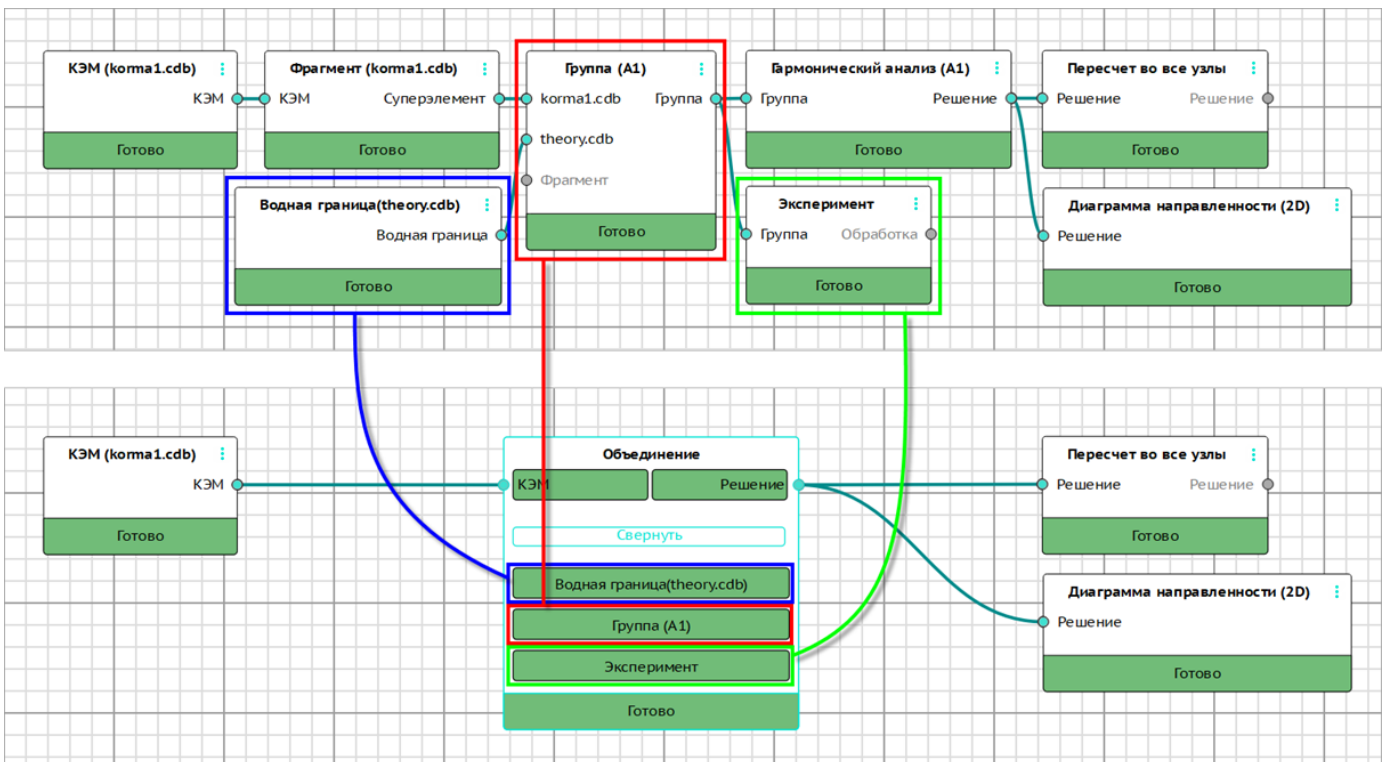 КЭМ (korma1.cdb)
КЭМ
Готово
Фрагмент (korma1.cdb)
КЭМ Суперэлемент
Готово
Группа (A1)
korma1.cdb Группа
theory.cdb
Фрагмент
Готово
Гармонический анализ (A1)
Группа Решение
Готово
Пересчет во все узлы
Решение Решение
Готово
Водная граница(theory.cdb)
Водная граница
Готово
Эксперимент
Группа Обработка
Готово
Диаграмма направленности (2D)
Решение
Готово
КЭМ (korma1.cdb)
КЭМ
Готово
Объединение
КЭМ Решение
Свернуть
Водная граница(theory.cdb)
Группа (A1)
Эксперимент
Готово
Пересчет во все узлы
Решение Решение
Готово
Диаграмма направленности (2D)
Решение
Готово